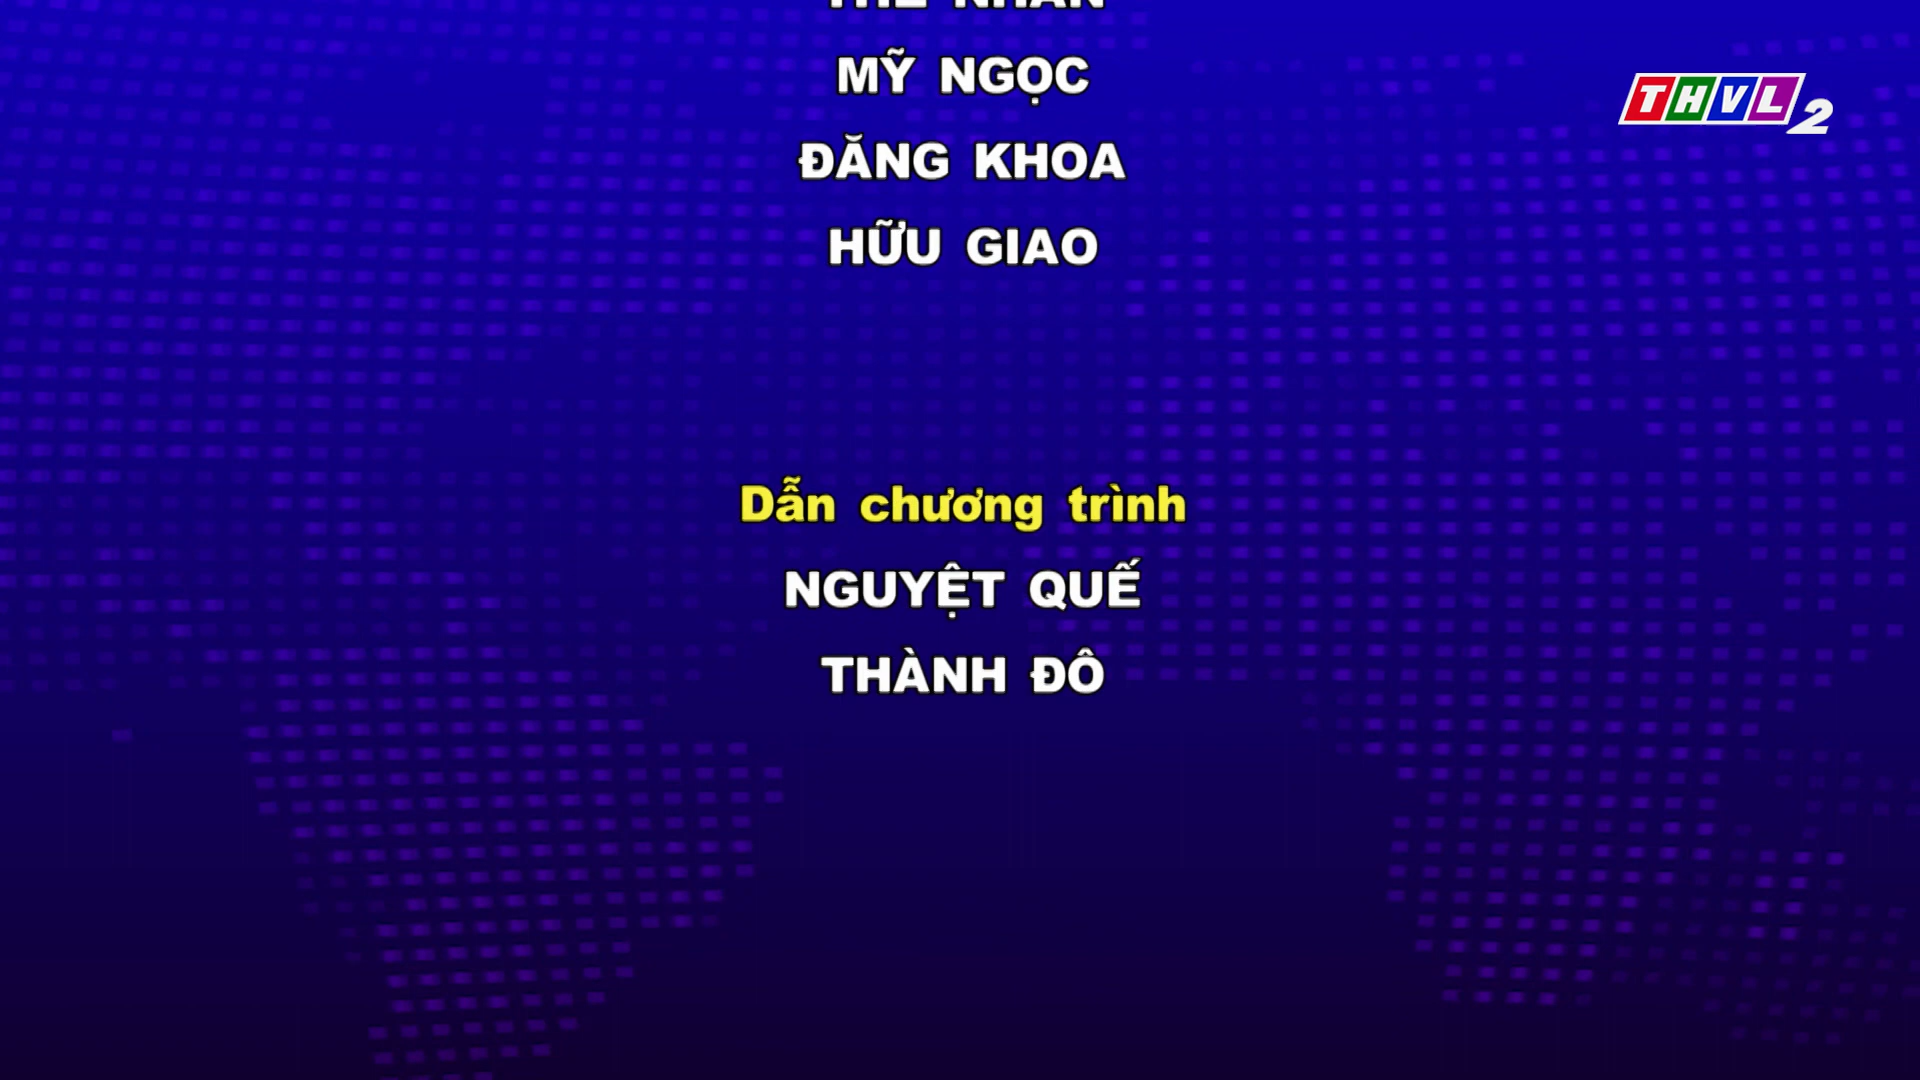 MỸ NGỌC
ĐĂNG KHOA
HỮU GIAO
THVL2
Dẫn chương trình
NGUYỆT QUẾ
THÀNH ĐÔ